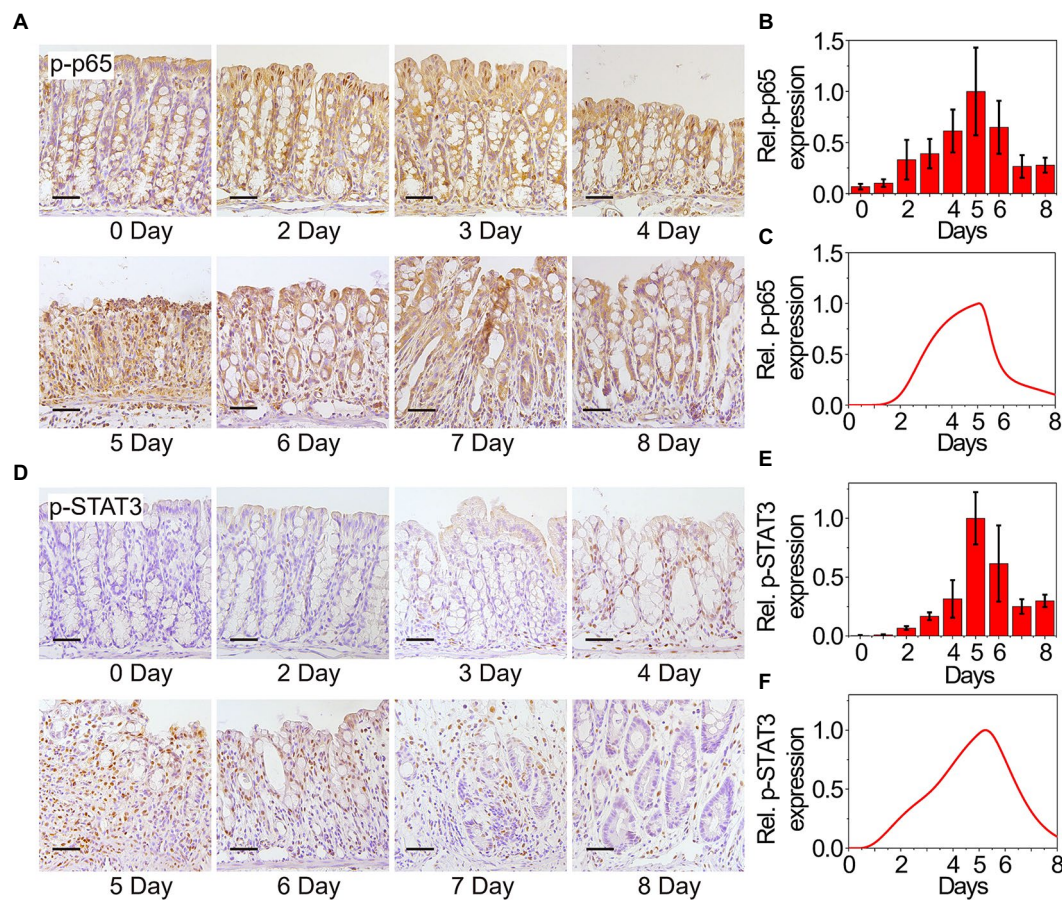 A
p-p65
0 Day 2 Day 3 Day 4 Day
5 Day 6 Day 7 Day 8 Day
B
Rel.p-p65
expression
1.5
1.0
0.5
0.0
0 2 4 5 6 8
Days
C
Rel. p-p65
expression
1.5
1.0
0.5
0.0
0 2 4 5 6 8
Days
D
p-STAT3
0 Day 2 Day 3 Day 4 Day
5 Day 6 Day 7 Day 8 Day
E
Rel. p-STAT3
expression
1.0
0.5
0
0 2 4 5 6 8
Days
F
Rel. p-STAT3
expression
1.0
0.5
0.0
0 2 4 5 6 8
Days